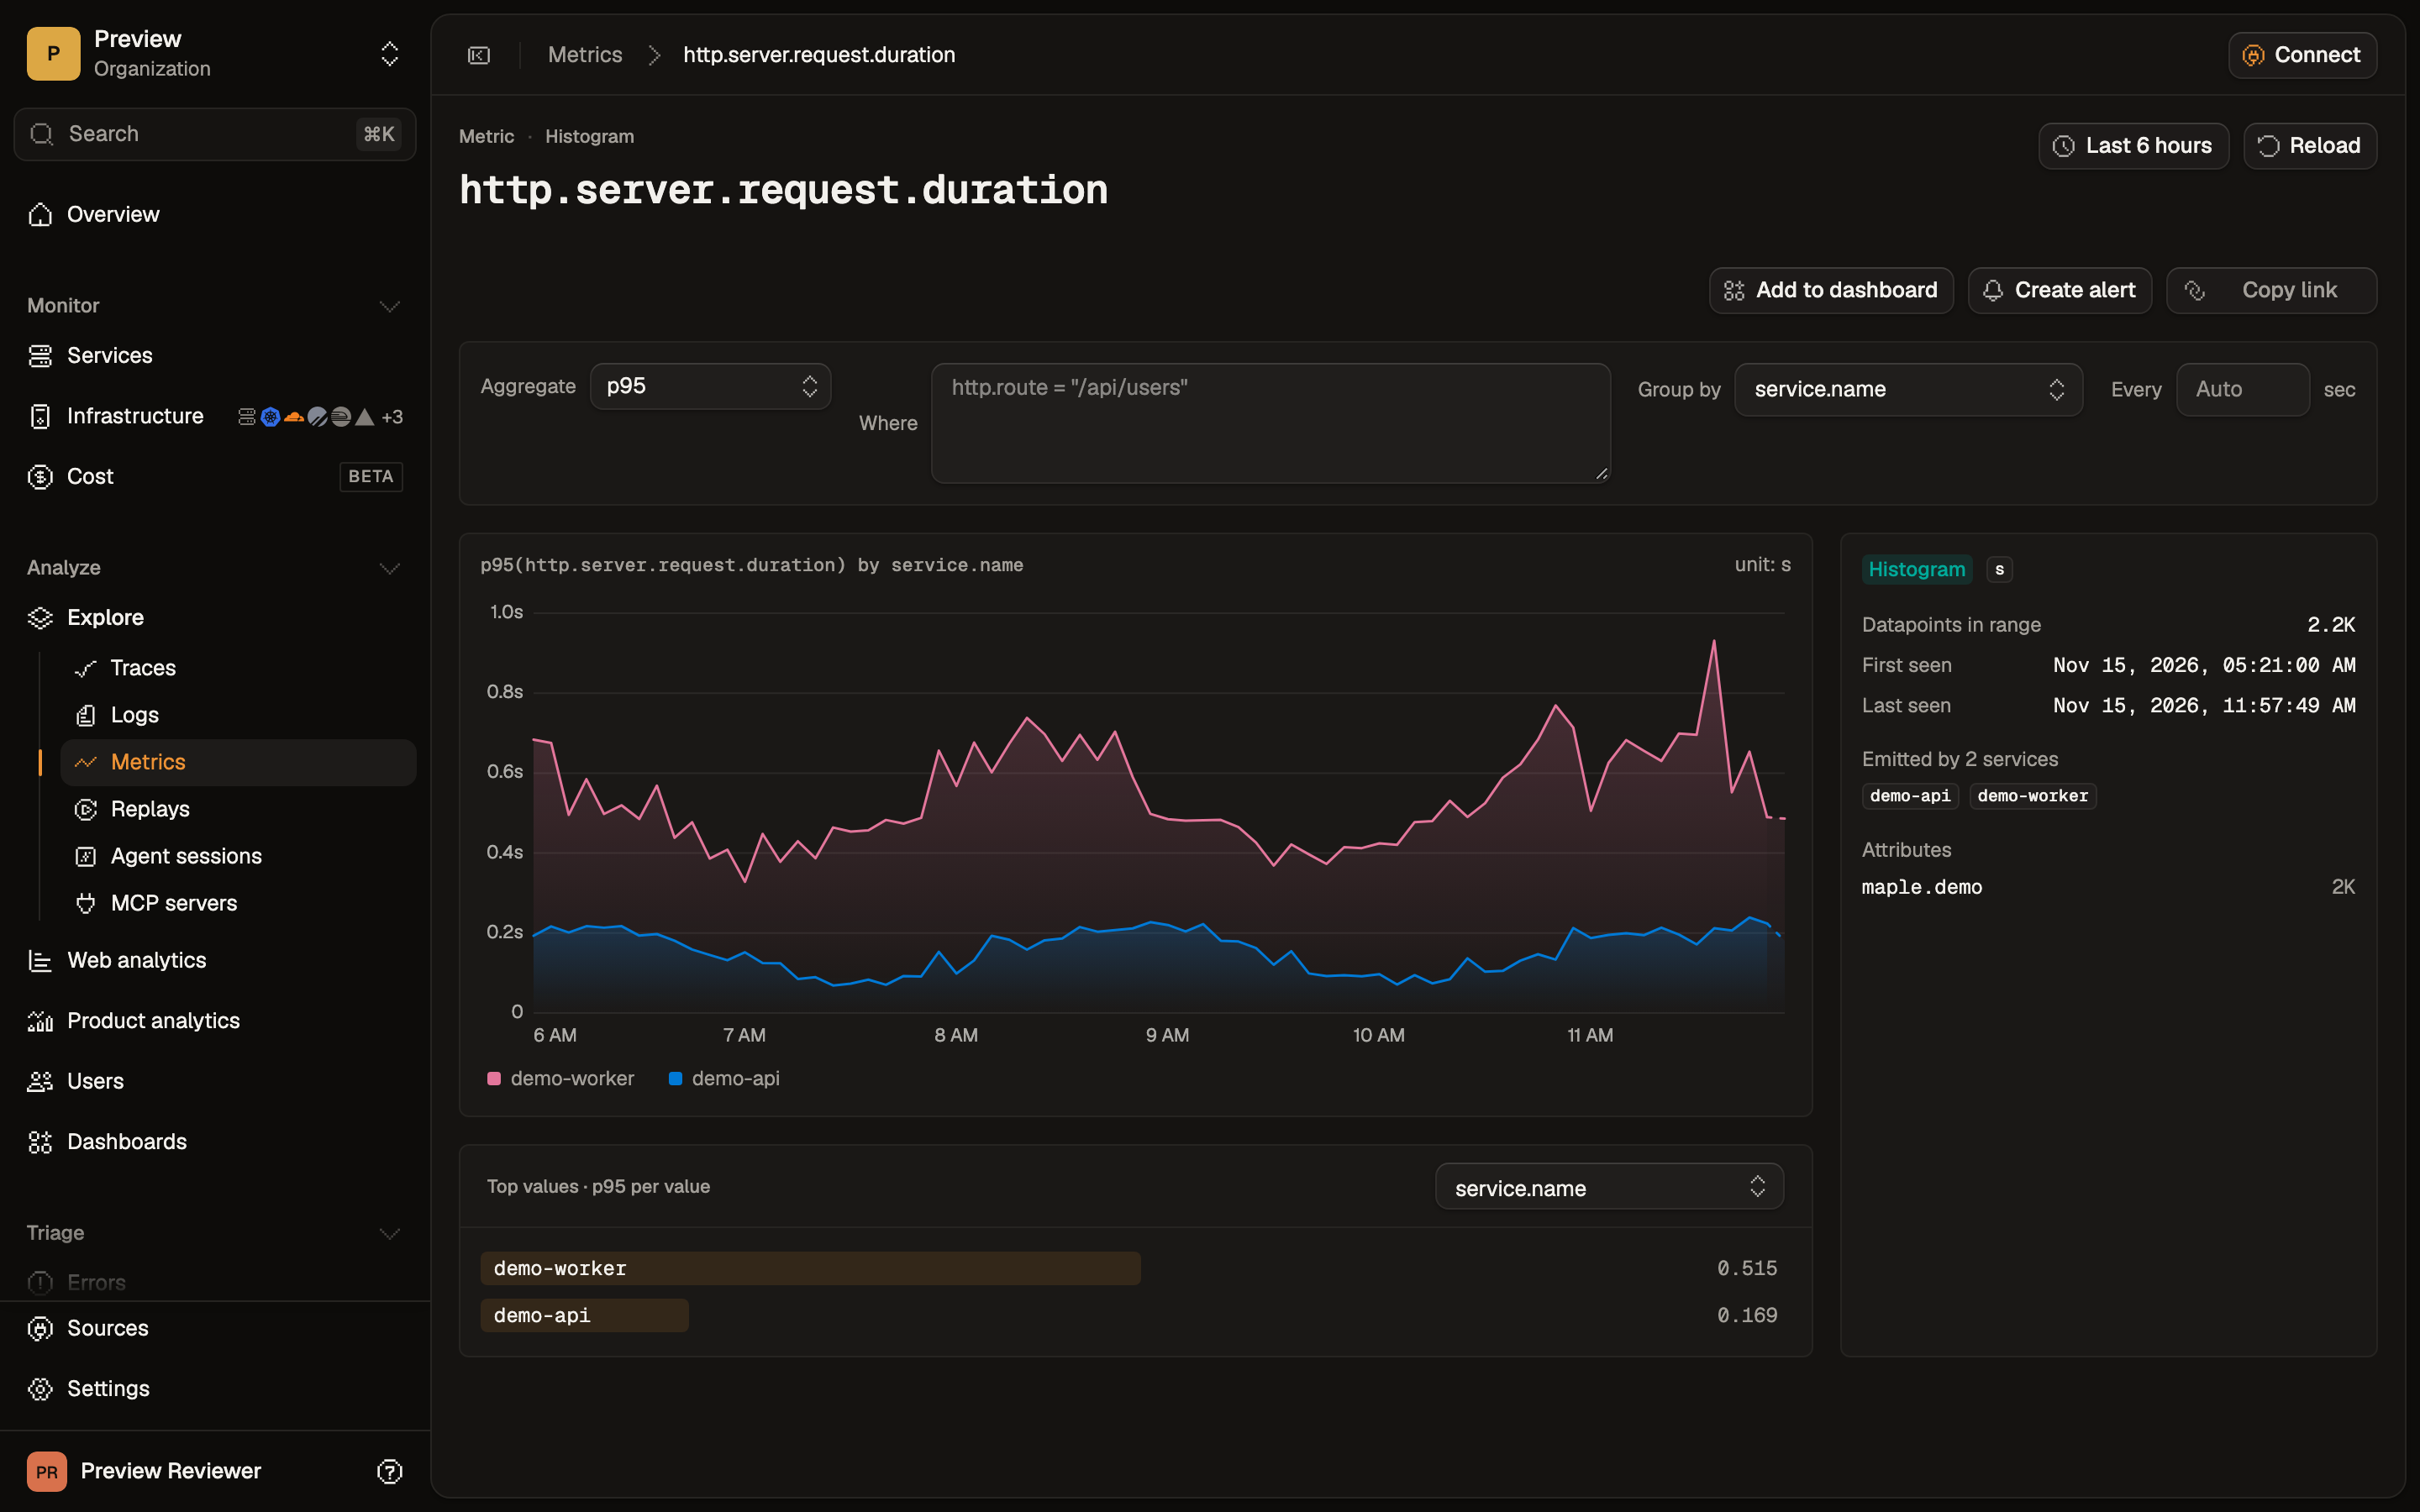 P
Preview
Organization
Search
⌘K
Overview
Monitor
Services
Infrastructure
+3
Cost
BETA
Analyze
Explore
Traces
Logs
Metrics
Replays
Agent sessions
MCP servers
Web analytics
Product analytics
Users
Dashboards
Triage
Errors
Sources
Settings
PR
Preview Reviewer
Metrics
http.server.request.duration
Connect
Metric · Histogram
http.server.request.duration
Last 6 hours
Reload
Add to dashboard
Create alert
Copy link
Aggregate
p95
Where
http.route = "/api/users"
Group by
service.name
Every
Auto
sec
p95(http.server.request.duration) by service.name
unit: s
1.0s
0.8s
0.6s
0.4s
0.2s
0
6 AM
7 AM
8 AM
9 AM
10 AM
11 AM
demo-worker
demo-api
Top values · p95 per value
service.name
demo-worker
0.515
demo-api
0.169
Histogram
s
Datapoints in range
2.2K
First seen
Nov 15, 2026, 05:21:00 AM
Last seen
Nov 15, 2026, 11:57:49 AM
Emitted by 2 services
demo-api
demo-worker
Attributes
maple.demo
2K